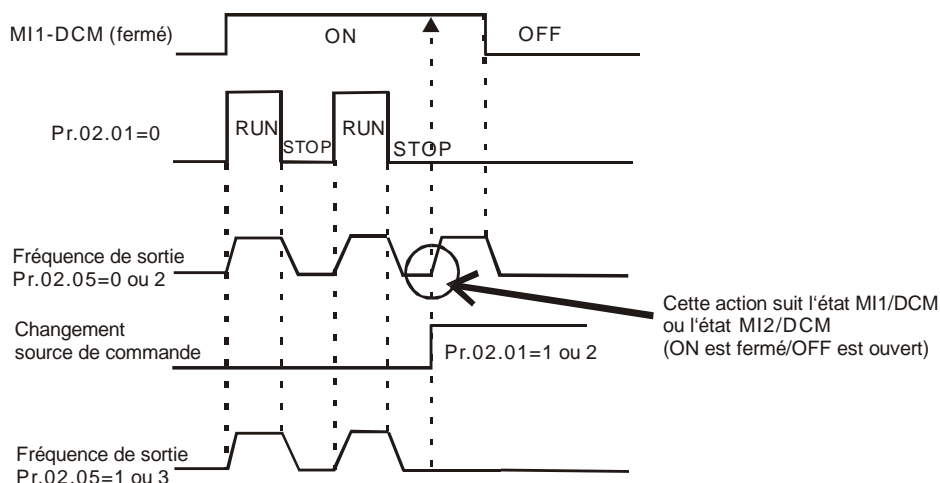 MI1-DCM (fermé)
ON
OFF
Pr.02.01=0
RUN
STOP
RUN
STOP
Fréquence de sortie
Pr.02.05=0 ou 2
Cette action suit l‘état MI1/DCM
ou l‘état MI2/DCM
(ON est fermé/OFF est ouvert)
Changement
source de commande
Pr.02.01=1 ou 2
Fréquence de sortie
Pr.02.05=1 ou 3